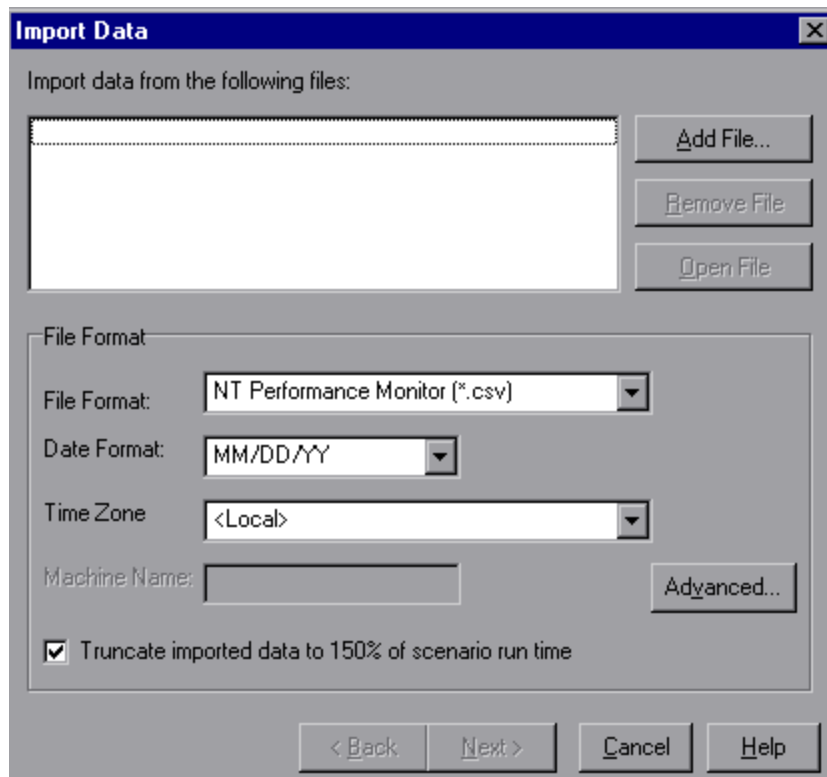 Import Data
Import data from the following files:
Add File...
Remove File
Open File
File Format
File Format: NT Performance Monitor (*.csv)
Date Format: MM/DD/YY
Time Zone <Local>
Machine Name:
Advanced...
Truncate imported data to 150% of scenario run time
< Back Next > Cancel Help